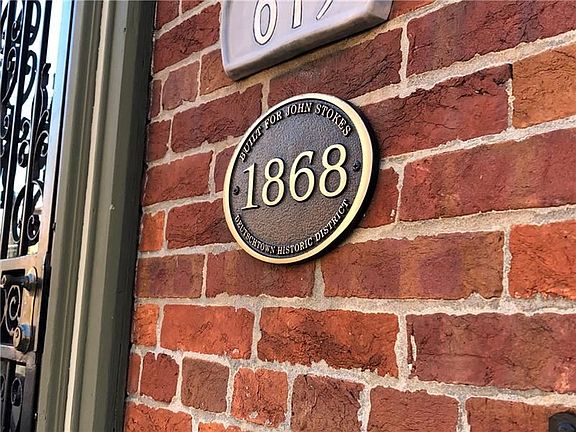 BUILT FOR JOHN STOKES
1868
DEUTSCHTOWN HISTORIC DISTRICT